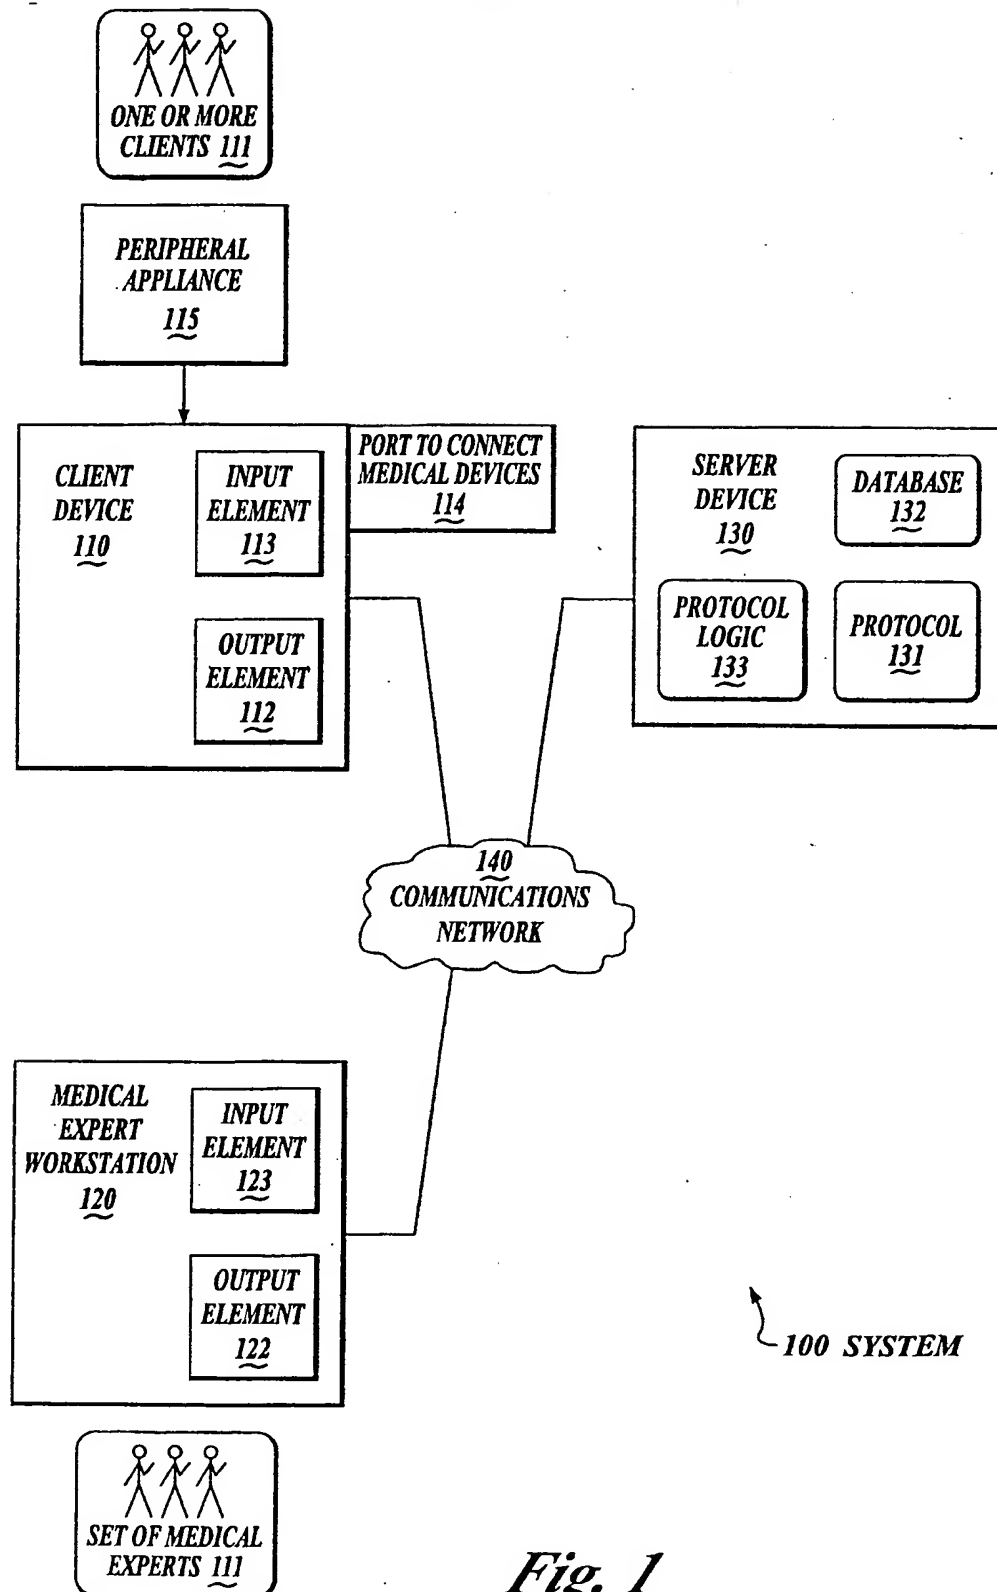 ONE OR MORE
CLIENTS 111
PERIPHERAL
APPLIANCE
115
CLIENT
DEVICE
110
INPUT
ELEMENT
113
OUTPUT
ELEMENT
112
PORT TO CONNECT
MEDICAL DEVICES
114
SERVER
DEVICE
130
DATABASE
132
PROTOCOL
LOGIC
133
PROTOCOL
131
140
COMMUNICATIONS
NETWORK
MEDICAL
EXPERT
WORKSTATION
120
INPUT
ELEMENT
123
OUTPUT
ELEMENT
122
100 SYSTEM
SET OF MEDICAL
EXPERTS 111
Fig. 1